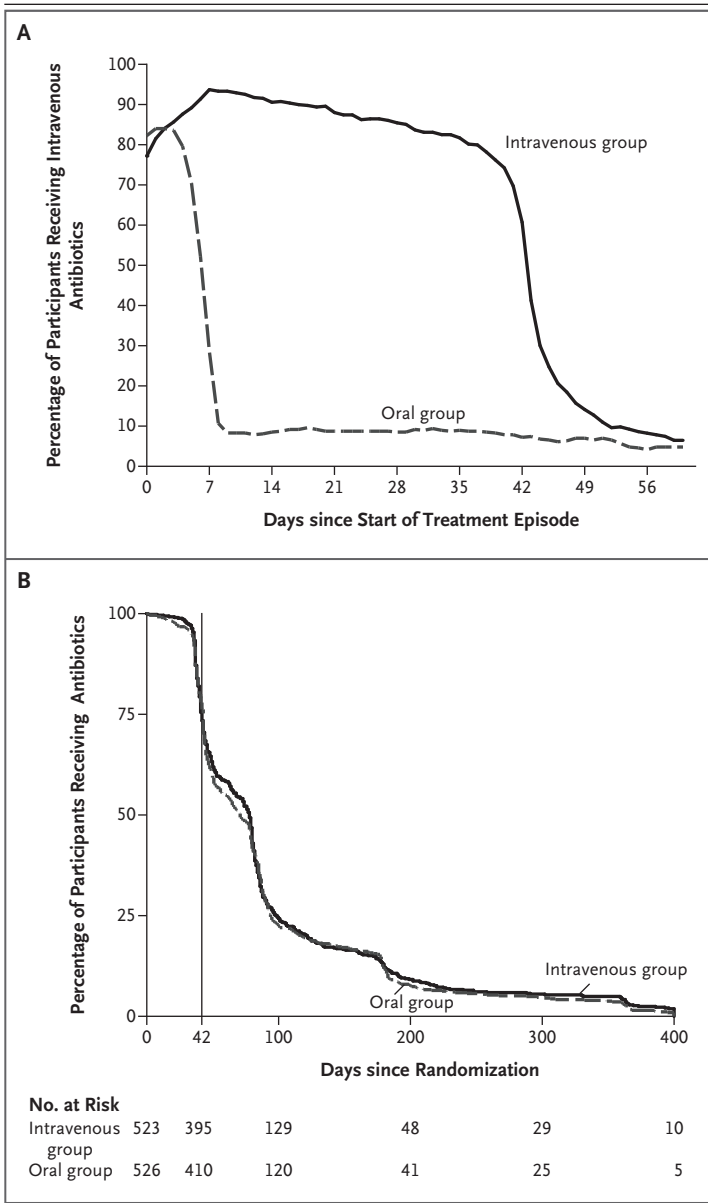 A
Percentage of Participants Receiving Intravenous
Antibiotics
100
90
80
70
60
50
40
30
20
10
0
Intravenous group
Oral group
0 7 14 21 28 35 42 49 56
Days since Start of Treatment Episode
B
Percentage of Participants Receiving Antibiotics
100
75
50
25
0
Intravenous group
Oral group
0 42 100 200 300 400
Days since Randomization
No. at Risk
Intravenous group 523 395 129 48 29 10
Oral group 526 410 120 41 25 5